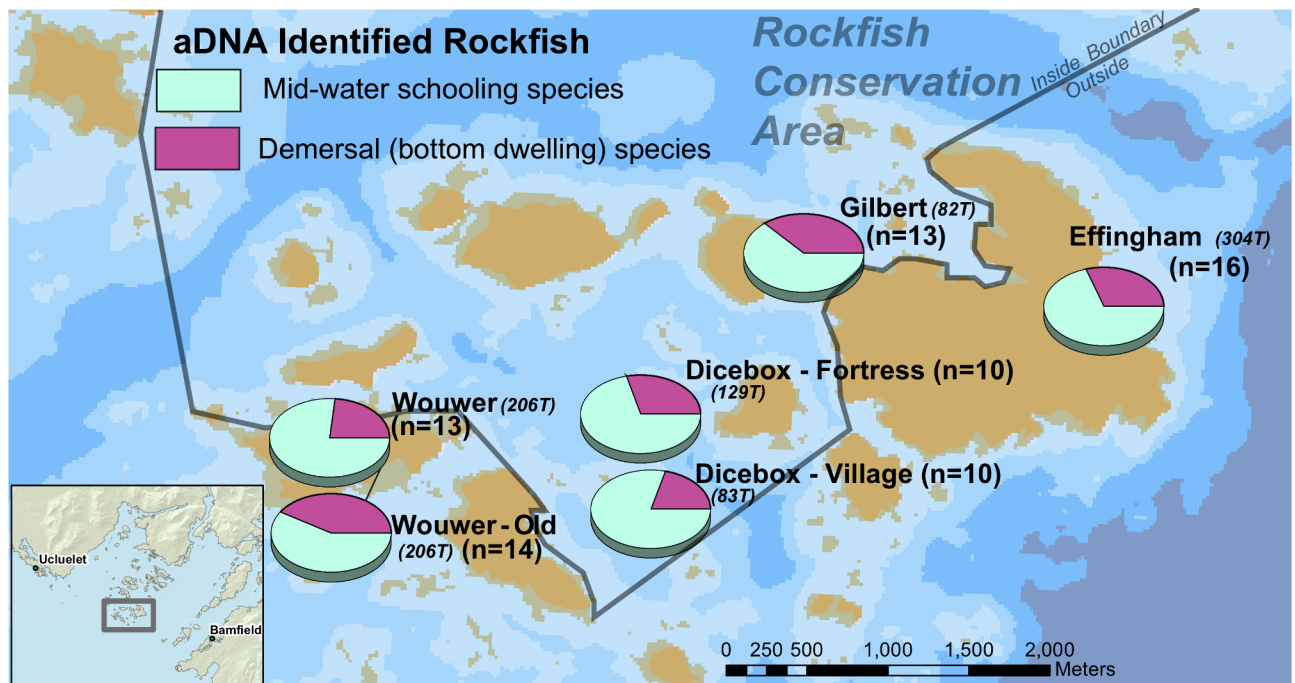 aDNA Identified Rockfish
Mid-water schooling species
Demersal (bottom dwelling) species
Rockfish
Conservation
Area
Inside Boundary
Outside
Gilbert (82T)
(n=13)
Effingham (304T)
(n=16)
Dicebox - Fortress (n=10)
(129T)
Wouwer (206T)
(n=13)
Dicebox - Village (n=10)
(83T)
Wouwer - Old
(206T) (n=14)
Ucluelet
Bamfield
0 250 500 1,000 1,500 2,000
Meters